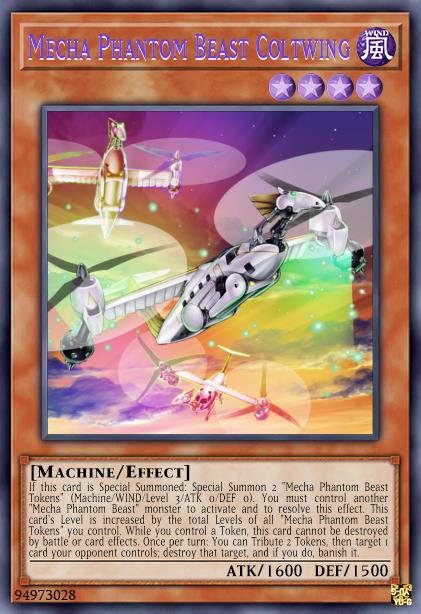 MECHA PHANTOM BEAST COLTWING
WIND
風
[MACHINE/EFFECT]
If this card is Special Summoned: Special Summon 2 "Mecha Phantom Beast
Tokens" (Machine/WIND/Level 3/ATK 0/DEF 0). You must control another
"Mecha Phantom Beast" monster to activate and to resolve this effect. This
card's Level is increased by the total Levels of all "Mecha Phantom Beast
Tokens" you control. While you control a Token, this card cannot be destroyed
by battle or card effects. Once per turn: You can Tribute 2 Tokens, then target 1
card your opponent controls; destroy that target, and if you do, banish it.
ATK/1600 DEF/1500
94973028